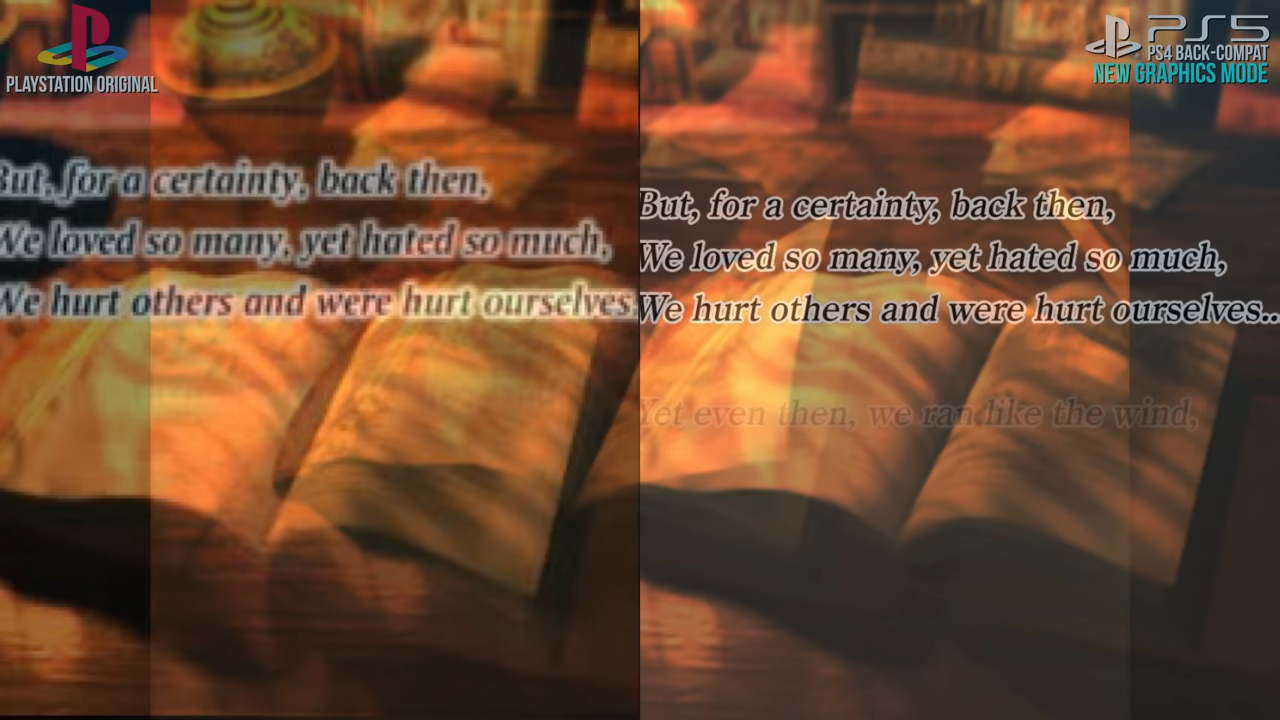 PLAYSTATION ORIGINAL
But, for a certainty, back then,
We loved so many, yet hated so much,
We hurt others and were hurt ourselves.
PS5
PS4 BACK-COMPAT
NEW GRAPHICS MODE
But, for a certainty, back then,
We loved so many, yet hated so much,
We hurt others and were hurt ourselves..
Yet even then, we ran like the wind,